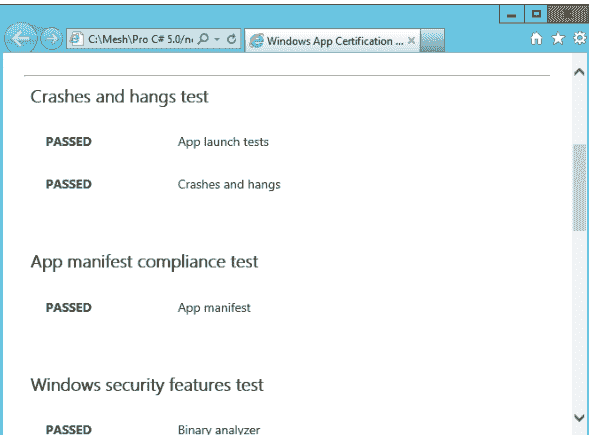 C:\Mesh\Pro C# 5.0/n
Windows App Certification ...
Crashes and hangs test
PASSED App launch tests
PASSED Crashes and hangs
App manifest compliance test
PASSED App manifest
Windows security features test
PASSED Binary analyzer